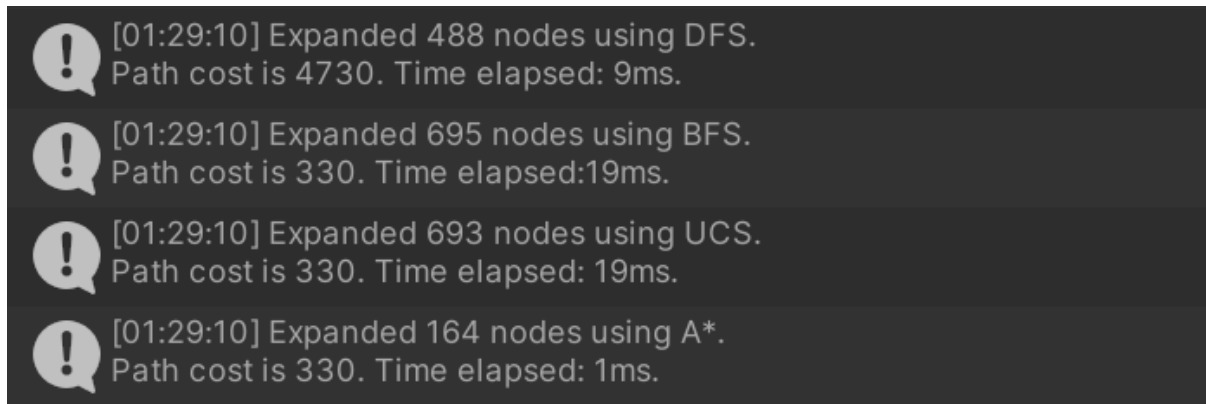 [01:29:10] Expanded 488 nodes using DFS.
Path cost is 4730. Time elapsed: 9ms.
[01:29:10] Expanded 695 nodes using BFS.
Path cost is 330. Time elapsed:19ms.
[01:29:10] Expanded 693 nodes using UCS.
Path cost is 330. Time elapsed: 19ms.
[01:29:10] Expanded 164 nodes using A*.
Path cost is 330. Time elapsed: 1ms.